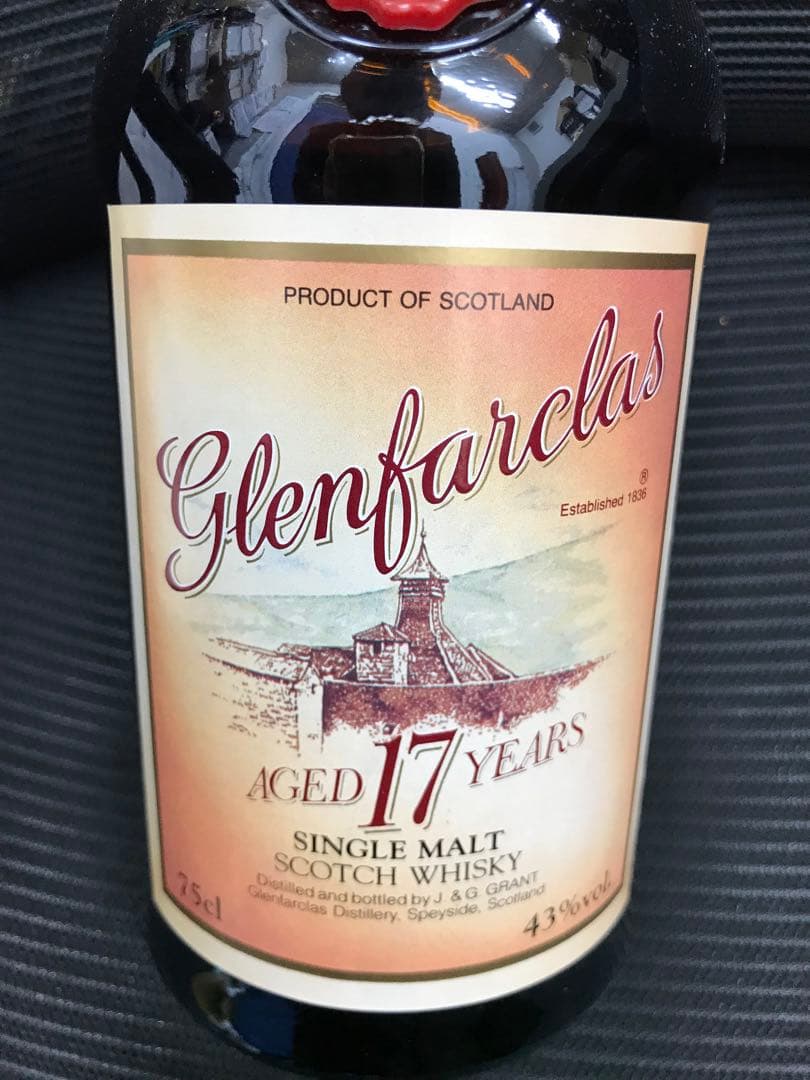 PRODUCT OF SCOTLAND
Glenfarclas
®
Established 1836
AGED 17 YEARS
SINGLE MALT
SCOTCH WHISKY
Distilled and bottled by J. & G. GRANT
Glenfarclas Distillery, Speyside, Scotland
75cl
43%vol.